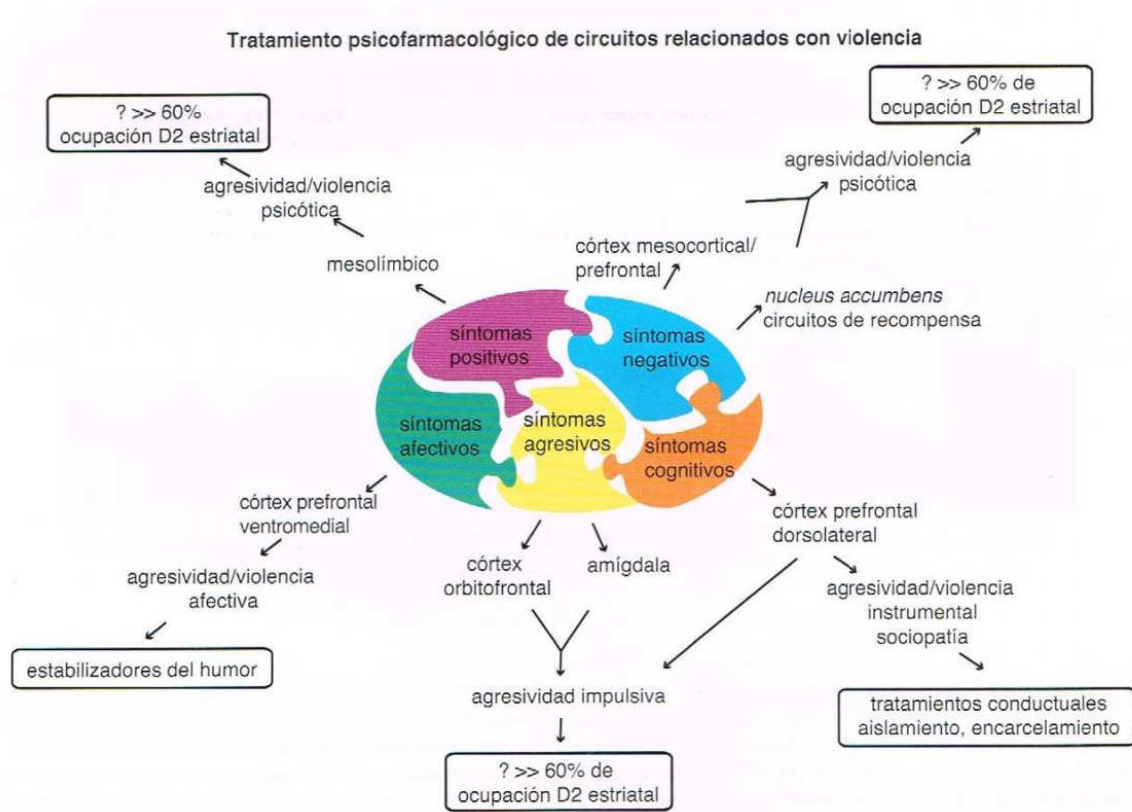 Tratamiento psicofarmacológico de circuitos relacionados con violencia
? >> 60%
ocupación D2 estriatal
? >> 60% de
ocupación D2 estriatal
agresividad/violencia
psicótica
agresividad/violencia
psicótica
mesolímbico
córtex mesocortical/
prefrontal
nucleus accumbens
circuitos de recompensa
síntomas
positivos
síntomas
negativos
síntomas
afectivos
síntomas
agresivos
síntomas
cognitivos
córtex prefrontal
ventromedial
córtex
orbitofrontal
amígdala
córtex prefrontal
dorsolateral
agresividad/violencia
afectiva
agresividad/violencia
instrumental
sociopatía
estabilizadores del humor
agresividad impulsiva
tratamientos conductuales
aislamiento, encarcelamiento
? >> 60% de
ocupación D2 estriatal